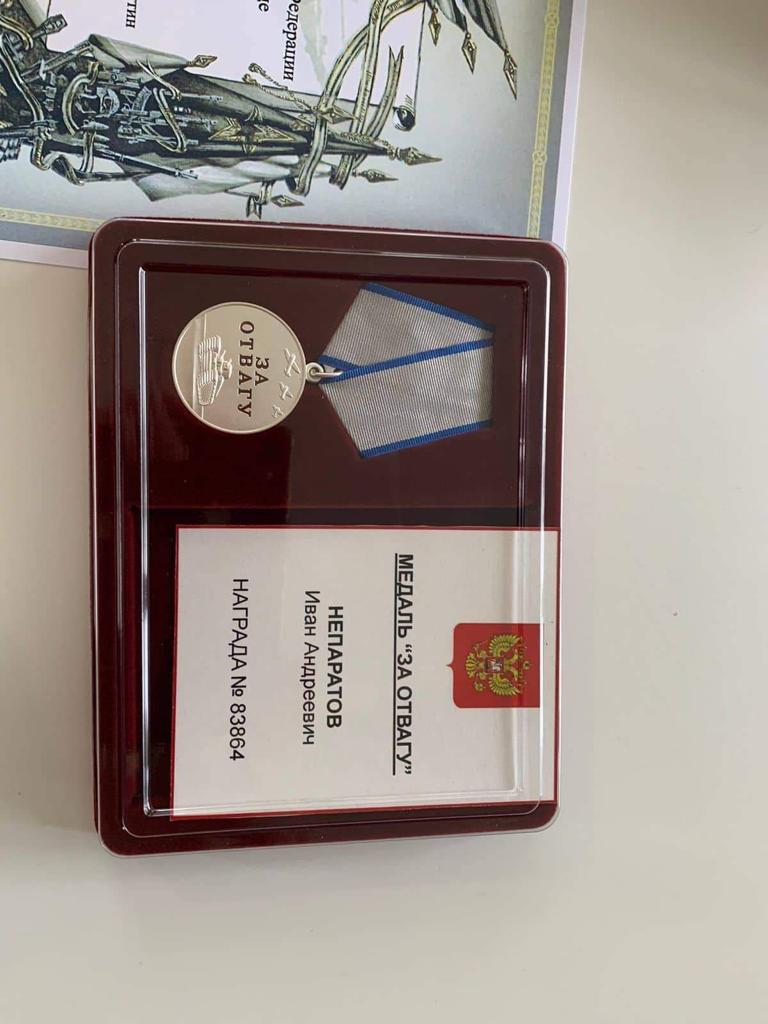 Федерации
ЗА
ОТВАГУ
МЕДАЛЬ “ЗА ОТВАГУ”
НЕПАРАТОВ
Иван Андреевич
НАГРАДА № 83864